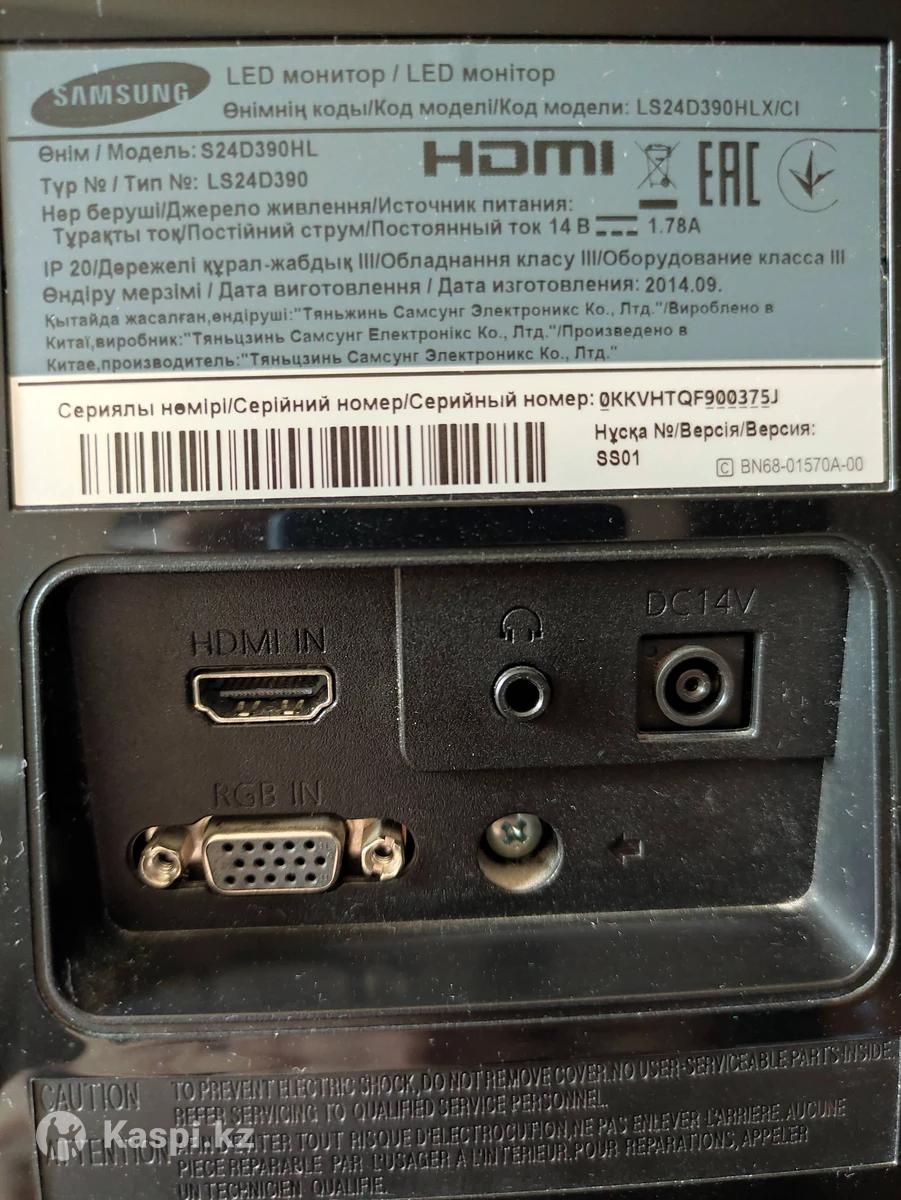 SAMSUNG
LED монитор / LED монітор
Өнімнің коды/Код моделі/Код модели: LS24D390HLX/CI
Өнім / Модель: S24D390HL
HDMI
EAC
Түр № / Тип №: LS24D390
Нәр беруші/Джерело живлення/Источник питания:
Тұрақты ток/Постійний струм/Постоянный ток 14 В 1.78A
IP 20/Дәрежелі құрал-жабдық III/Обладнання класу III/Оборудование класса III
Өндіру мерзімі / Дата виготовлення / Дата изготовления: 2014.09.
Қытайда жасалған,өндіруші:"Тяньжинь Самсунг Электроникс Ко., Лтд."/Вироблено в
Китаї,виробник:"Тяньцзинь Самсунг Електронікс Ко., Лтд."/Произведено в
Китае,производитель:"Тяньцзинь Самсунг Электроникс Ко., Лтд."
Сериялы нөмірі/Серійний номер/Серийный номер: 0KKVHTQF900375J
Нұсқа №/Версія/Версия:
SS01
C BN68-01570A-00
HDMI IN
DC14V
RGB IN
CAUTION TO PREVENT ELECTRIC SHOCK, DO NOT REMOVE COVER. NO USER-SERVICEABLE PARTS INSIDE.
REFER SERVICING TO QUALIFIED SERVICE PERSONNEL.
ATTENTION TOUT RISQUE D'ELECTROCUTION, NE PAS ENLEVER L'ARRIERE. AUCUNE
PIECE REPARABLE PAR L'USAGER A L'INTERIEUR. POUR REPARATIONS, APPELER
UN TECHNICIEN QUALIFIE.
Kaspi.kz